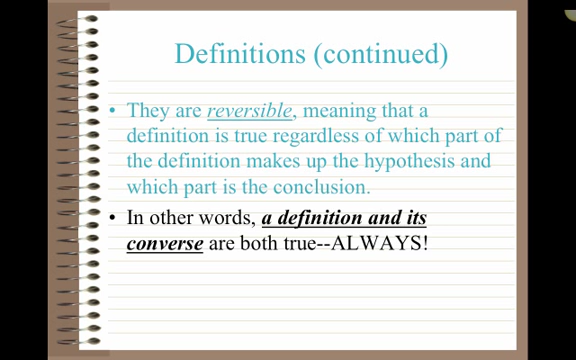 Definitions (continued)
• They are reversible, meaning that a
definition is true regardless of which part of
the definition makes up the hypothesis and
which part is the conclusion.
• In other words, a definition and its
converse are both true--ALWAYS!